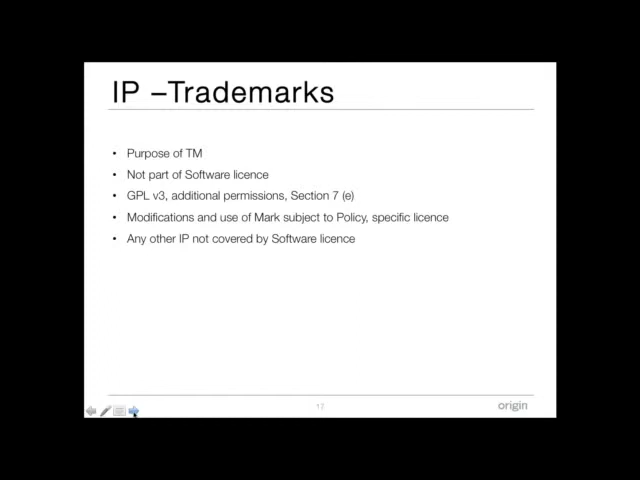 IP –Trademarks
• Purpose of TM
• Not part of Software licence
• GPL v3, additional permissions, Section 7 (e)
• Modifications and use of Mark subject to Policy, specific licence
• Any other IP not covered by Software licence
12
origin